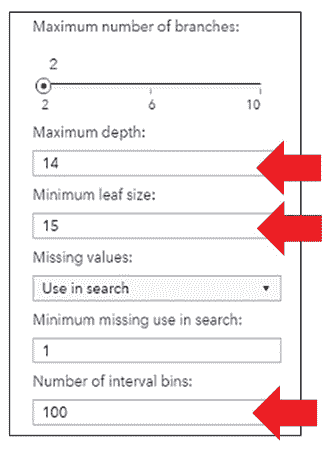 Maximum number of branches:
2
2 6 10
Maximum depth:
14
Minimum leaf size:
15
Missing values:
Use in search
Minimum missing use in search:
1
Number of interval bins:
100